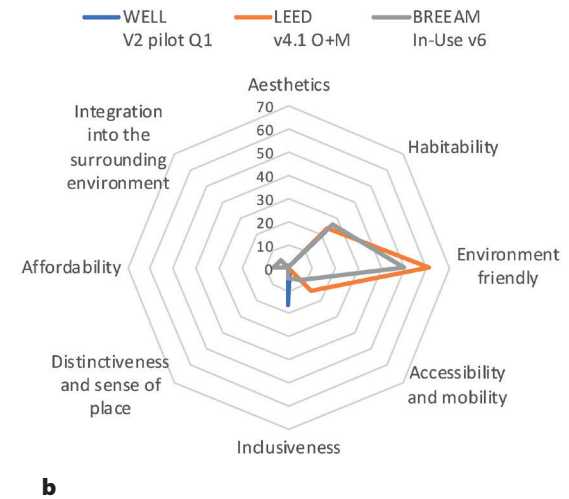 WELL
V2 pilot Q1
LEED
v4.1 O+M
BREEAM
In-Use v6
Aesthetics
70
60
50
40
30
20
10
0
Habitability
Environment
friendly
Accessibility
and mobility
Inclusiveness
Distinctiveness
and sense of
place
Affordability
Integration
into the
surrounding
environment
b